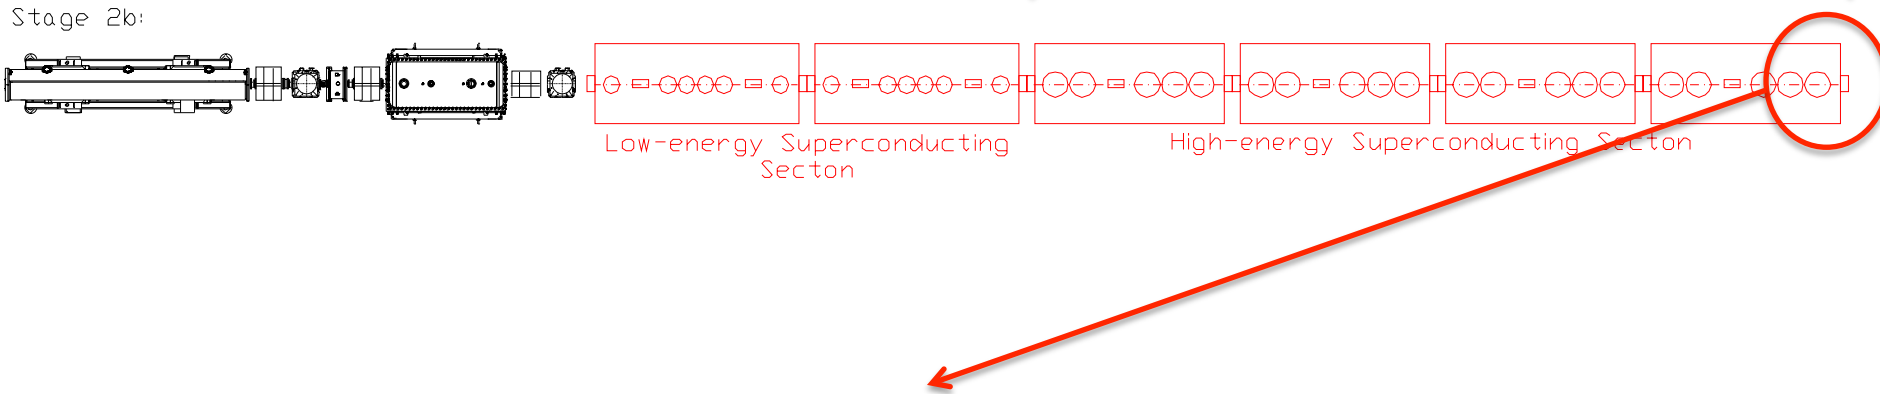 Stage 2b:
Low-energy Superconducting
Secton
High-energy Superconducting Secton